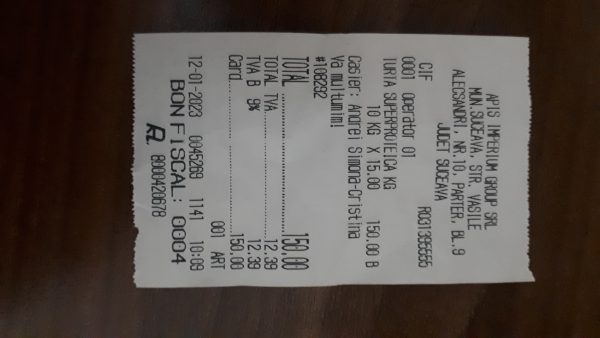 APIS IMPERIUM GROUP SRL
MUN SUCEAVA, STR. VASILE
ALECSANDRI, NR.10, PARTER, BL.9
JUDET SUCEAVA
CIF RO31395665
0001 Operator 01
TURTA SUPERPROTEICA KG
10 KG X 15,00 150,00 B
Casier: Andrei Simona-Cristina
Va multumim!
#108292
TOTAL 150,00
TOTAL TVA 12,39
TVA B 9% 12,39
Card 150,00
001 ART
12-01-2023 0045269 1141 10:09
BON FISCAL: 0004
8000420678